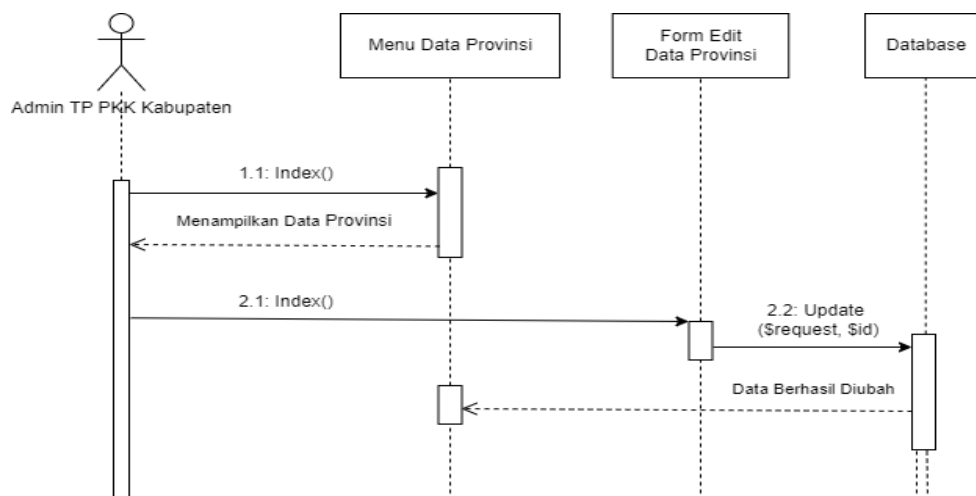 Menu Data Provinsi
Form Edit
Data Provinsi
Database
Admin TP PKK Kabupaten
1.1: Index()
Menampilkan Data Provinsi
2.1: Index()
2.2: Update
($request, $id)
Data Berhasil Diubah